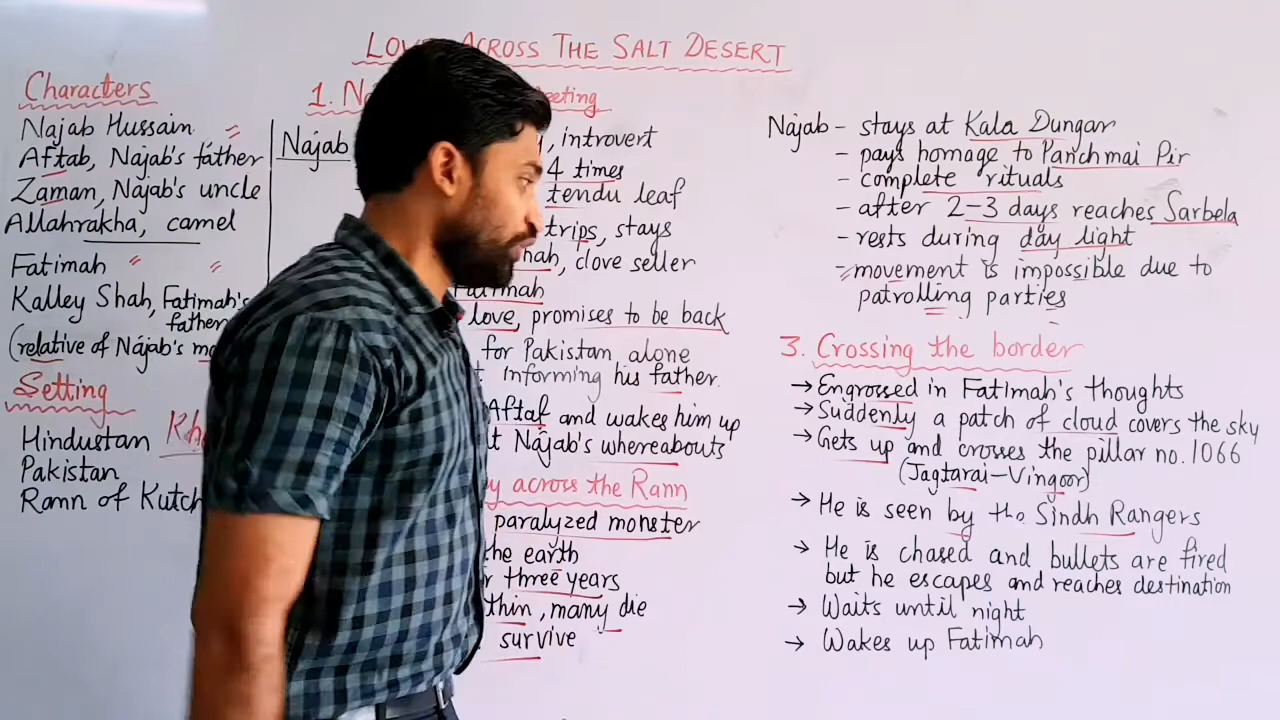 LOVE ACROSS THE SALT DESERT
Characters
Najab Hussain
Aftab, Najab's father
Zaman, Najab's uncle
Allahrakha, camel
Fatimah
Kalley Shah, Fatimah's
father
(relative of Najab's
Setting
Hindustan
Pakistan
Rann of Kutch
1.
eeting
Najab
, introvert
4 times
tendu leaf
trips, stays
, clove seller
Fatimah
love, promises to be back
for Pakistan, alone
informing his father.
Aftaf and wakes him up
Najab's whereabouts
across the Rann
paralyzed monster
the earth
three years
thin, many die
survive
Najab - stays at Kala Dungar
- pays homage to Panchmai Pir
- complete rituals
- after 2-3 days reaches Sarbela
- rests during day light
- movement is impossible due to
patrolling parties
3. Crossing the border
→ Engrossed in Fatimah's thoughts
→ Suddenly a patch of cloud covers the sky
→ Gets up and crosses the pillar no. 1066
(Jagtarai-Vingoor)
→ He is seen by the Sindh Rangers
→ He is chased and bullets are fired
but he escapes and reaches destination
→ Waits until night
→ Wakes up Fatimah